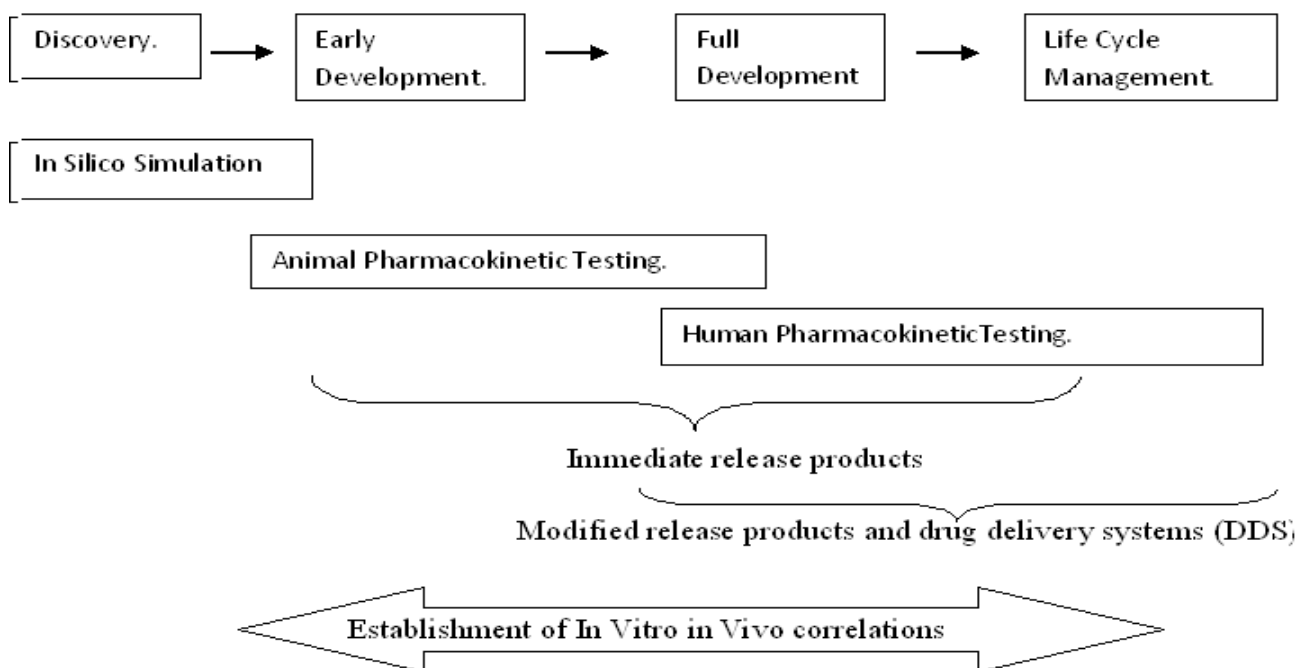 Discovery.
Early
Development.
Full
Development
Life Cycle
Management.
In Silico Simulation
Animal Pharmacokinetic Testing.
Human PharmacokineticTesting.
Immediate release products
Modified release products and drug delivery systems (DDS)
Establishment of In Vitro in Vivo correlations